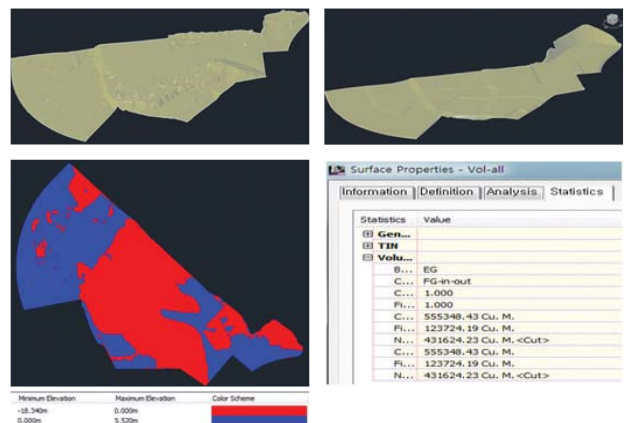 Surface Properties - Vol-all
Information Definition Analysis Statistics
Statistics Value
Gen...
TIN
Volu...
B... EG
C... FG-in-out
C... 1.000
Fi... 1.000
C... 555348.43 Cu. M.
Fi... 123724.19 Cu. M.
N... 431624.23 Cu. M. <Cut>
C... 555348.43 Cu. M.
Fi... 123724.19 Cu. M.
N... 431624.23 Cu. M. <Cut>
Minimum Elevation Maximum Elevation Color Scheme
-18.340m 0.000m
0.000m 5.520m